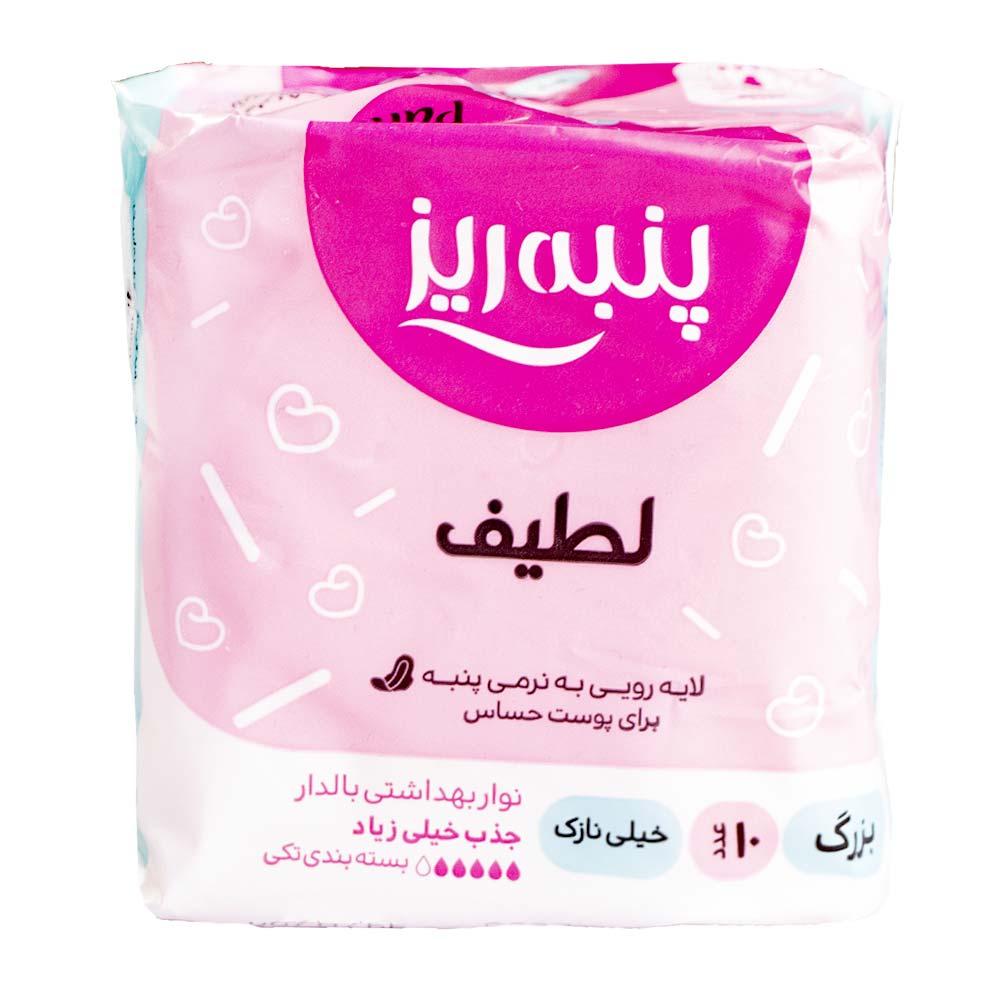 پنبه‌ریز
لطیف
لایه رویی به نرمی پنبه
برای پوست حساس
نوار بهداشتی بالدار
جذب خیلی زیاد
بسته بندی تکی
خیلی نازک
۱۰ عدد
بزرگ